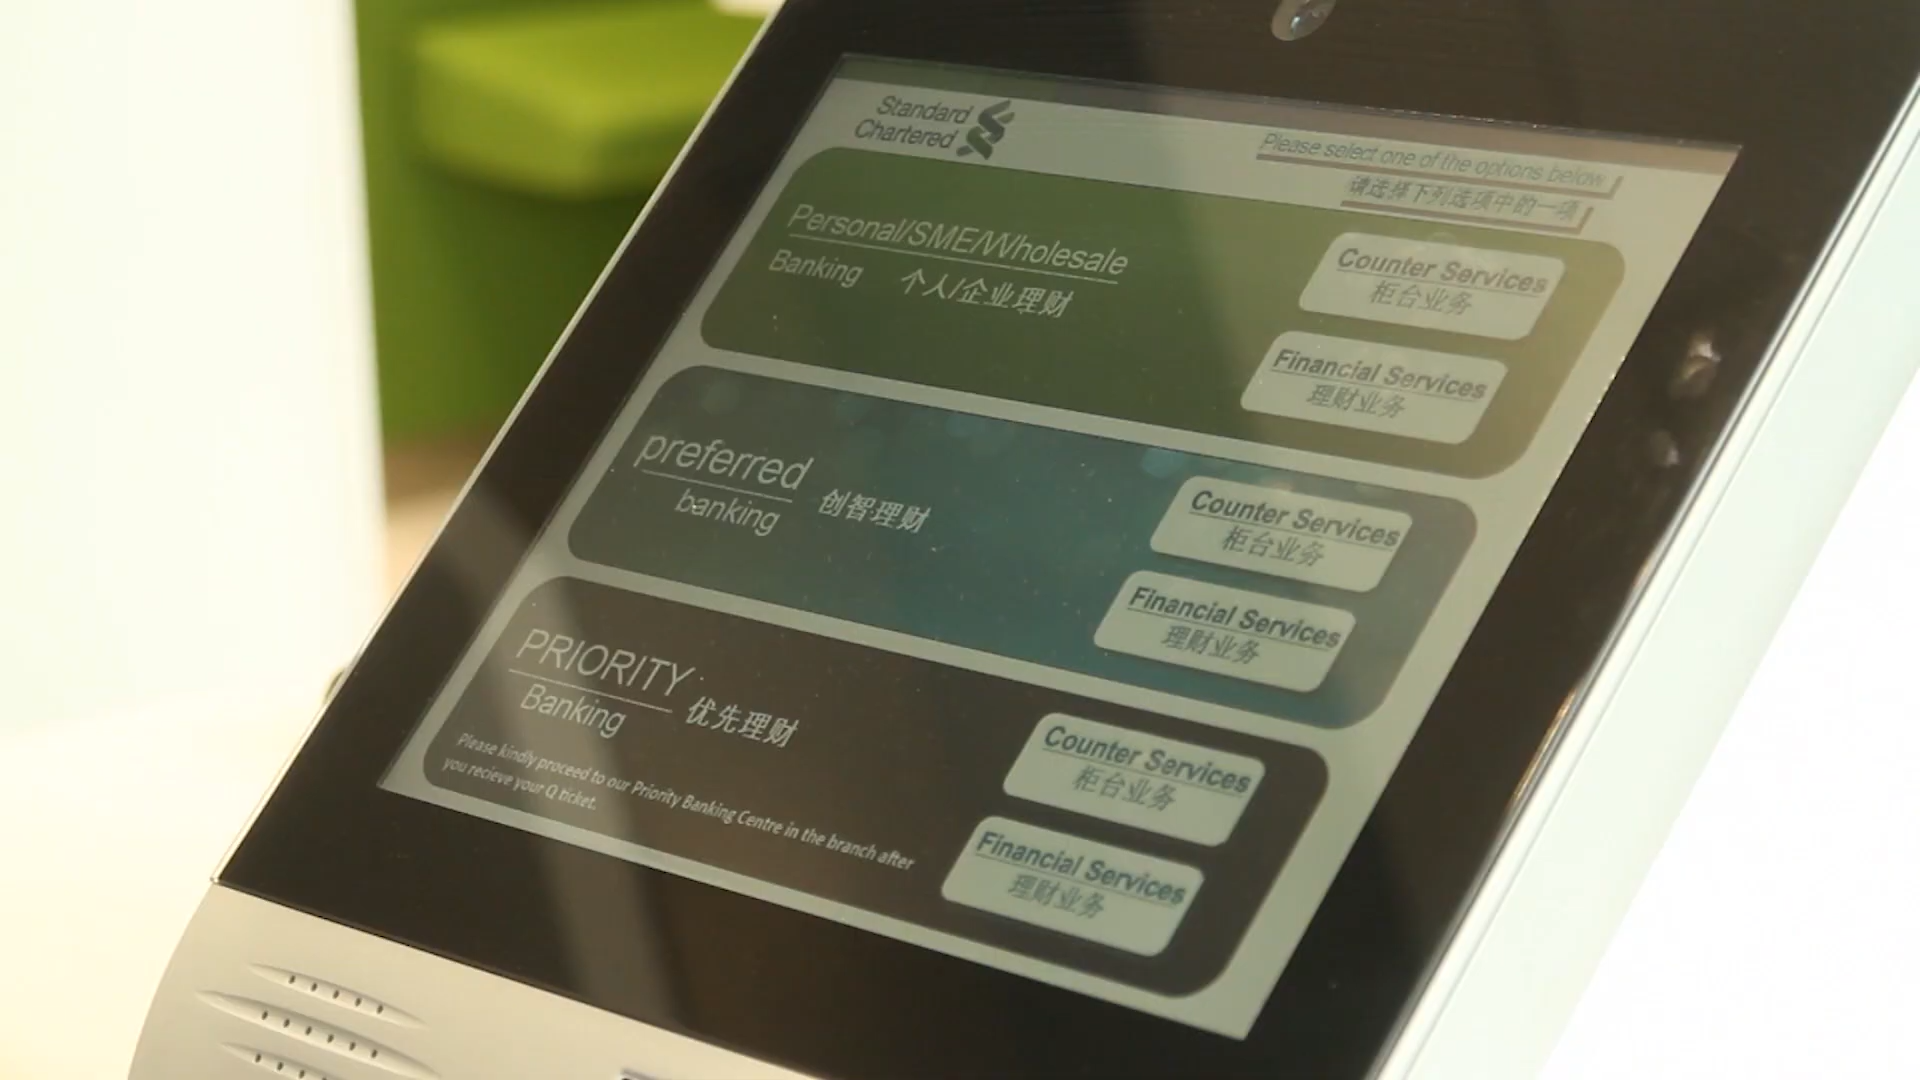 Standard
Chartered
Please select one of the options below
请选择下列选项中的一项
Personal/SME/Wholesale
Banking 个人/企业理财
Counter Services
柜台业务
Financial Services
理财业务
preferred
banking 创智理财
Counter Services
柜台业务
Financial Services
理财业务
PRIORITY
Banking 优先理财
Please kindly proceed to our Priority Banking Centre in the branch after
you recieve your Q ticket.
Counter Services
柜台业务
Financial Services
理财业务